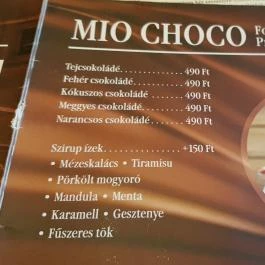 MIO CHOCO
Tejcsokoládé.............. 490 Ft
Fehér csokoládé........... 490 Ft
Kókuszos csokoládé ....... 490 Ft
Meggyes csokoládé......... 490 Ft
Narancsos csokoládé....... 490 Ft
Szirup ízek............... +150 Ft
• Mézeskalács • Tiramisu
• Pörkölt mogyoró
• Mandula • Menta
• Karamell • Gesztenye
• Fűszeres tök